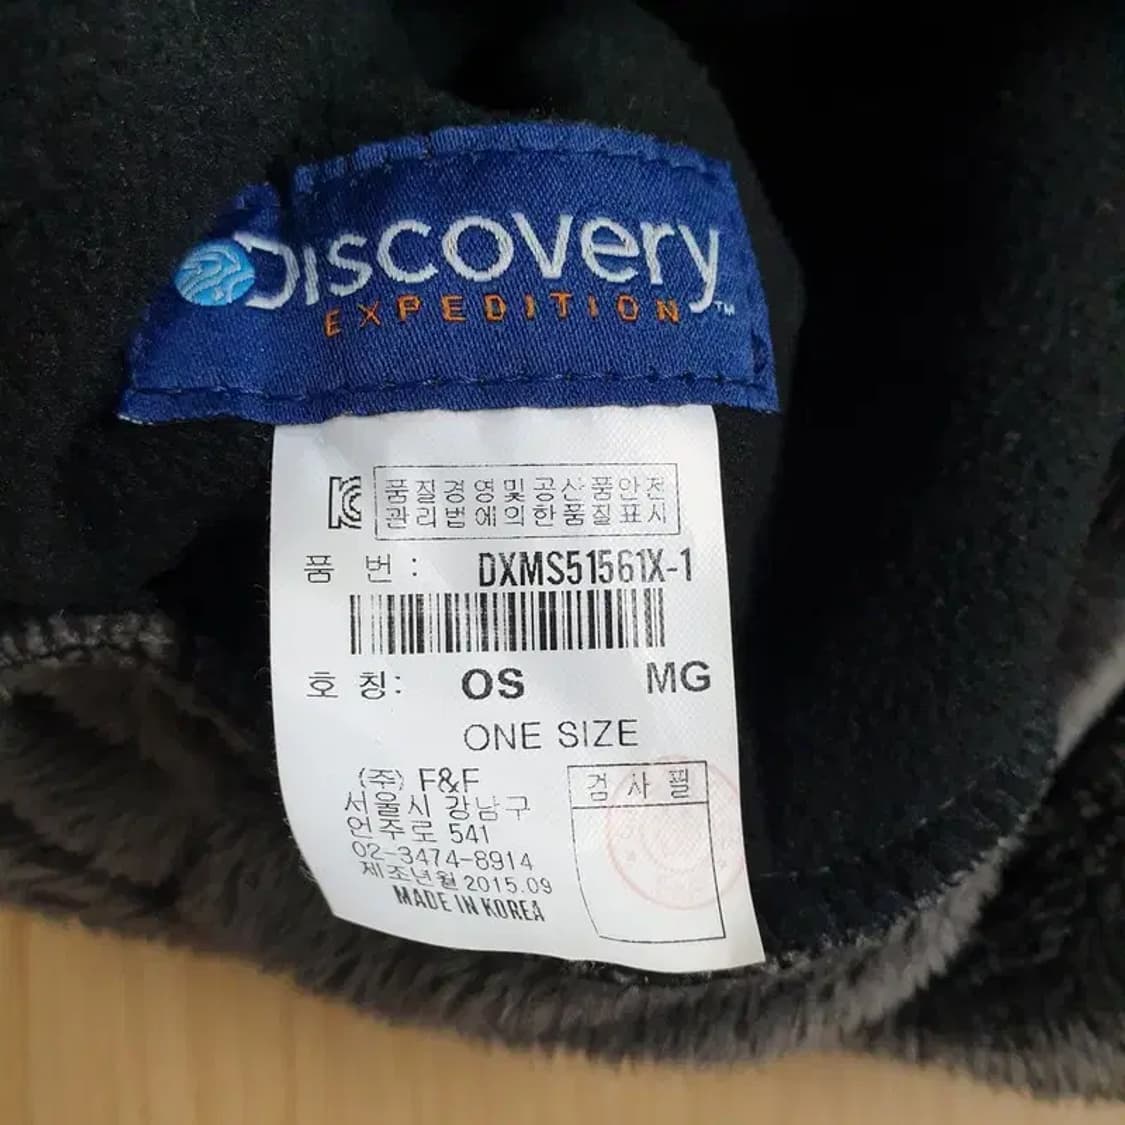 Discovery
EXPEDITION™
품질경영및공산품안전
관리법에의한품질표시
품 번 : DXMS51561X-1
호 칭: OS MG
ONE SIZE
(주) F&F
서울시 강남구
언주로 541
02-3474-8914
제조년월 2015.09
MADE IN KOREA
검 사 필